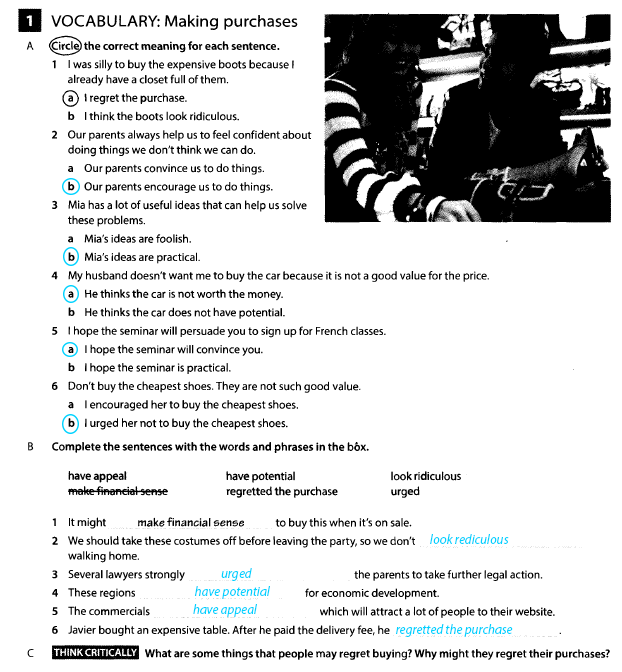 1 VOCABULARY: Making purchases
A Circle the correct meaning for each sentence.
1 I was silly to buy the expensive boots because I
already have a closet full of them.
a I regret the purchase.
b I think the boots look ridiculous.
2 Our parents always help us to feel confident about
doing things we don't think we can do.
a Our parents convince us to do things.
b Our parents encourage us to do things.
3 Mia has a lot of useful ideas that can help us solve
these problems.
a Mia's ideas are foolish.
b Mia's ideas are practical.
4 My husband doesn't want me to buy the car because it is not a good value for the price.
a He thinks the car is not worth the money.
b He thinks the car does not have potential.
5 I hope the seminar will persuade you to sign up for French classes.
a I hope the seminar will convince you.
b I hope the seminar is practical.
6 Don't buy the cheapest shoes. They are not such good value.
a I encouraged her to buy the cheapest shoes.
b I urged her not to buy the cheapest shoes.
B Complete the sentences with the words and phrases in the box.
have appeal have potential look ridiculous
make financial sense regretted the purchase urged
1 It might make financial sense to buy this when it's on sale.
2 We should take these costumes off before leaving the party, so we don't look rediculous
walking home.
3 Several lawyers strongly urged the parents to take further legal action.
4 These regions have potential for economic development.
5 The commercials have appeal which will attract a lot of people to their website.
6 Javier bought an expensive table. After he paid the delivery fee, he regretted the purchase.
C THINK CRITICALLY What are some things that people may regret buying? Why might they regret their purchases?